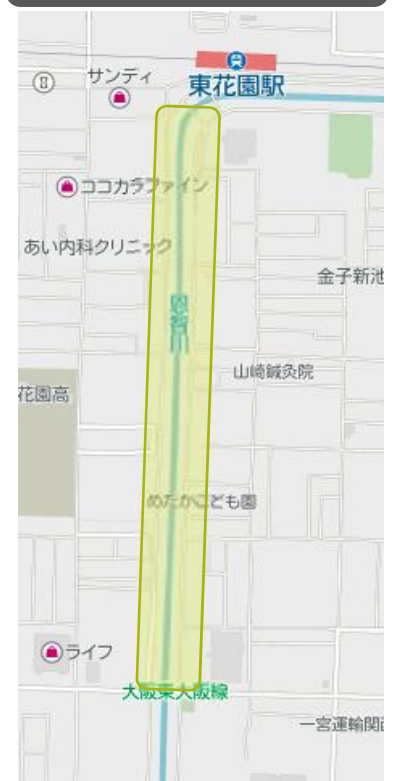 サンディ
東花園駅
ココカラファイン
あい内科クリニック
金子新池
恩智川
山崎鍼灸院
花園高
めだかこども園
ライフ
大阪東大阪線
一宮運輸関西